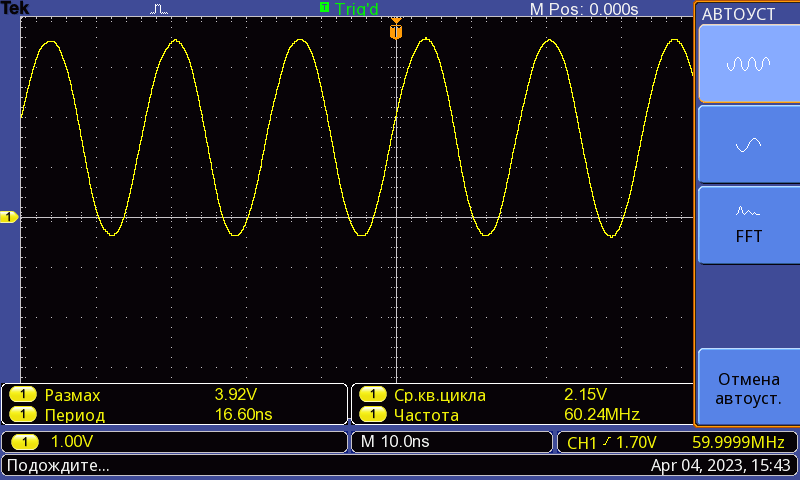 Tek Trig'd M Pos: 0.000s
АВТОУСТ
T
1
FFT
1 Размах 3.92V
1 Период 16.60ns
1 Ср.кв.цикла 2.15V
1 Частота 60.24MHz
Отмена
автоуст.
1 1.00V M 10.0ns CH1 1.70V 59.9999MHz
Подождите... Apr 04, 2023, 15:43